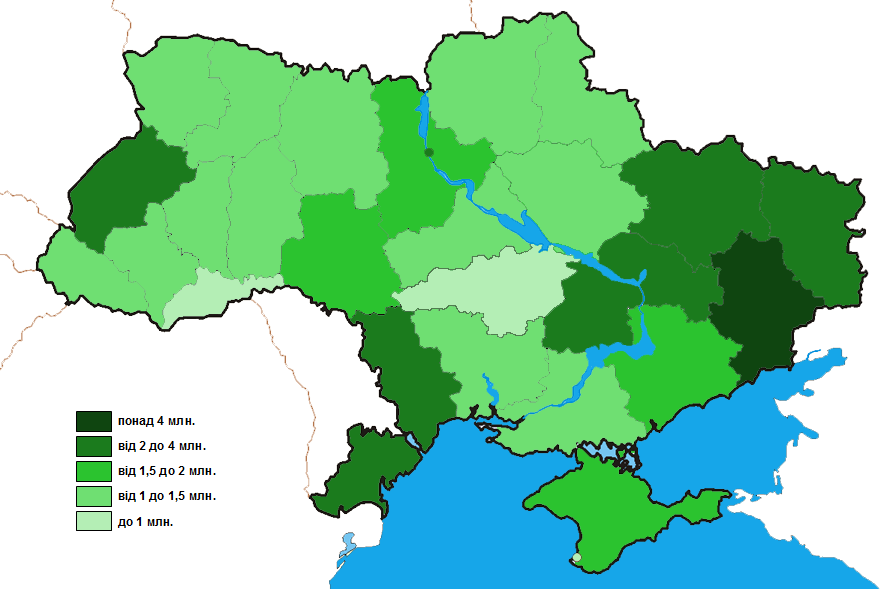 понад 4 млн.
від 2 до 4 млн.
від 1,5 до 2 млн.
від 1 до 1,5 млн.
до 1 млн.